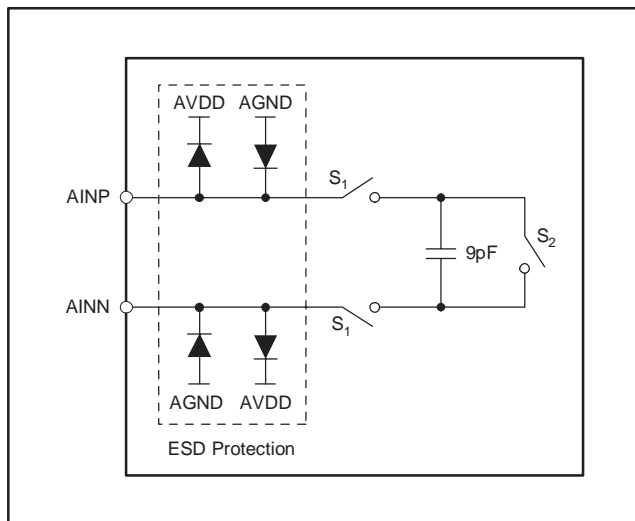 AVDD AGND
AINP
S1
9pF
S2
AINN
S1
AGND AVDD
ESD Protection